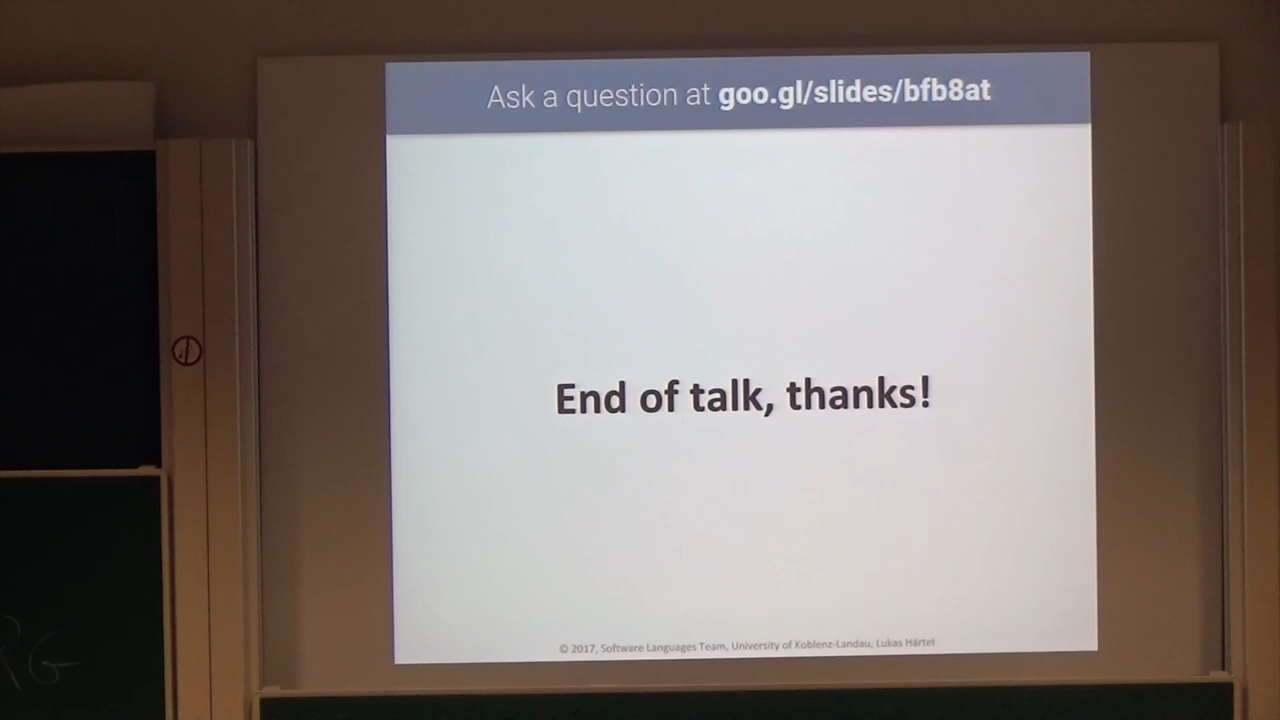 Ask a question at goo.gl/slides/bfb8at
End of talk, thanks!
© 2017, Software Languages Team, University of Koblenz-Landau, Lukas Härtel
RG